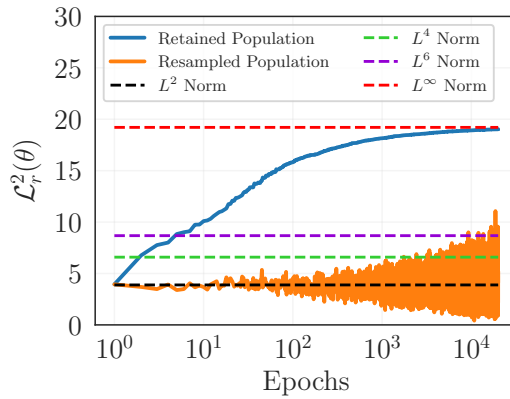 Retained Population
Resampled Population
L² Norm
L⁴ Norm
L⁶ Norm
L^∞ Norm
30
25
20
15
10
5
0
ℒ²ᵣ(θ)
10⁰ 10¹ 10² 10³ 10⁴
Epochs